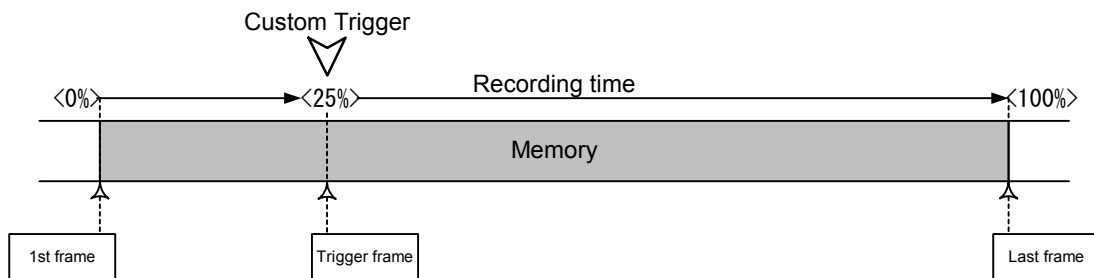 Custom Trigger
Recording time
<0%> <25%> <100%>
Memory
1st frame Trigger frame Last frame